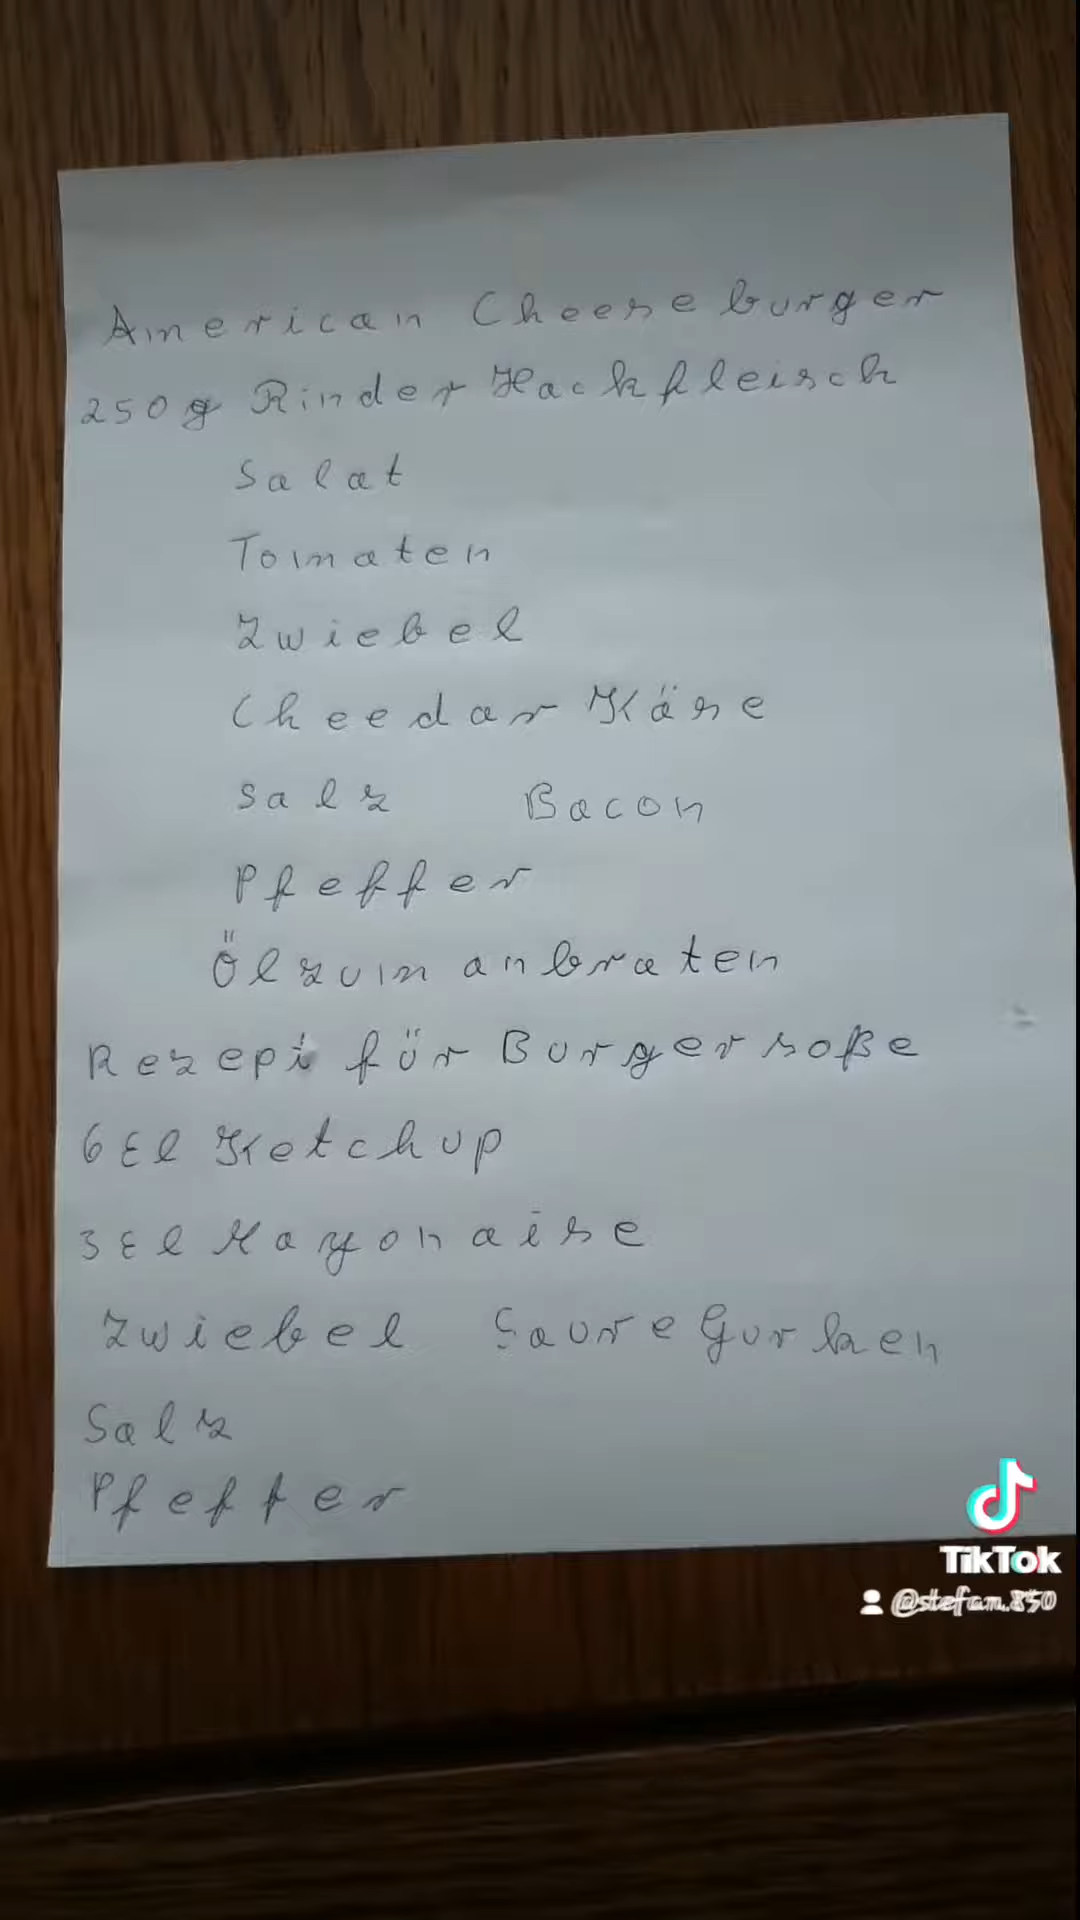 American Cheeseburger
250g Rinder Hackfleisch
Salat
Tomaten
Zwiebel
Cheedar Käse
Salz Bacon
Pfeffer
Öl zum anbraten
Rezept für Burgersoße
6 El Ketchup
3 El Mayonaise
Zwiebel Saure Gurken
Salz
Pfeffer
TikTok
@stefan.850